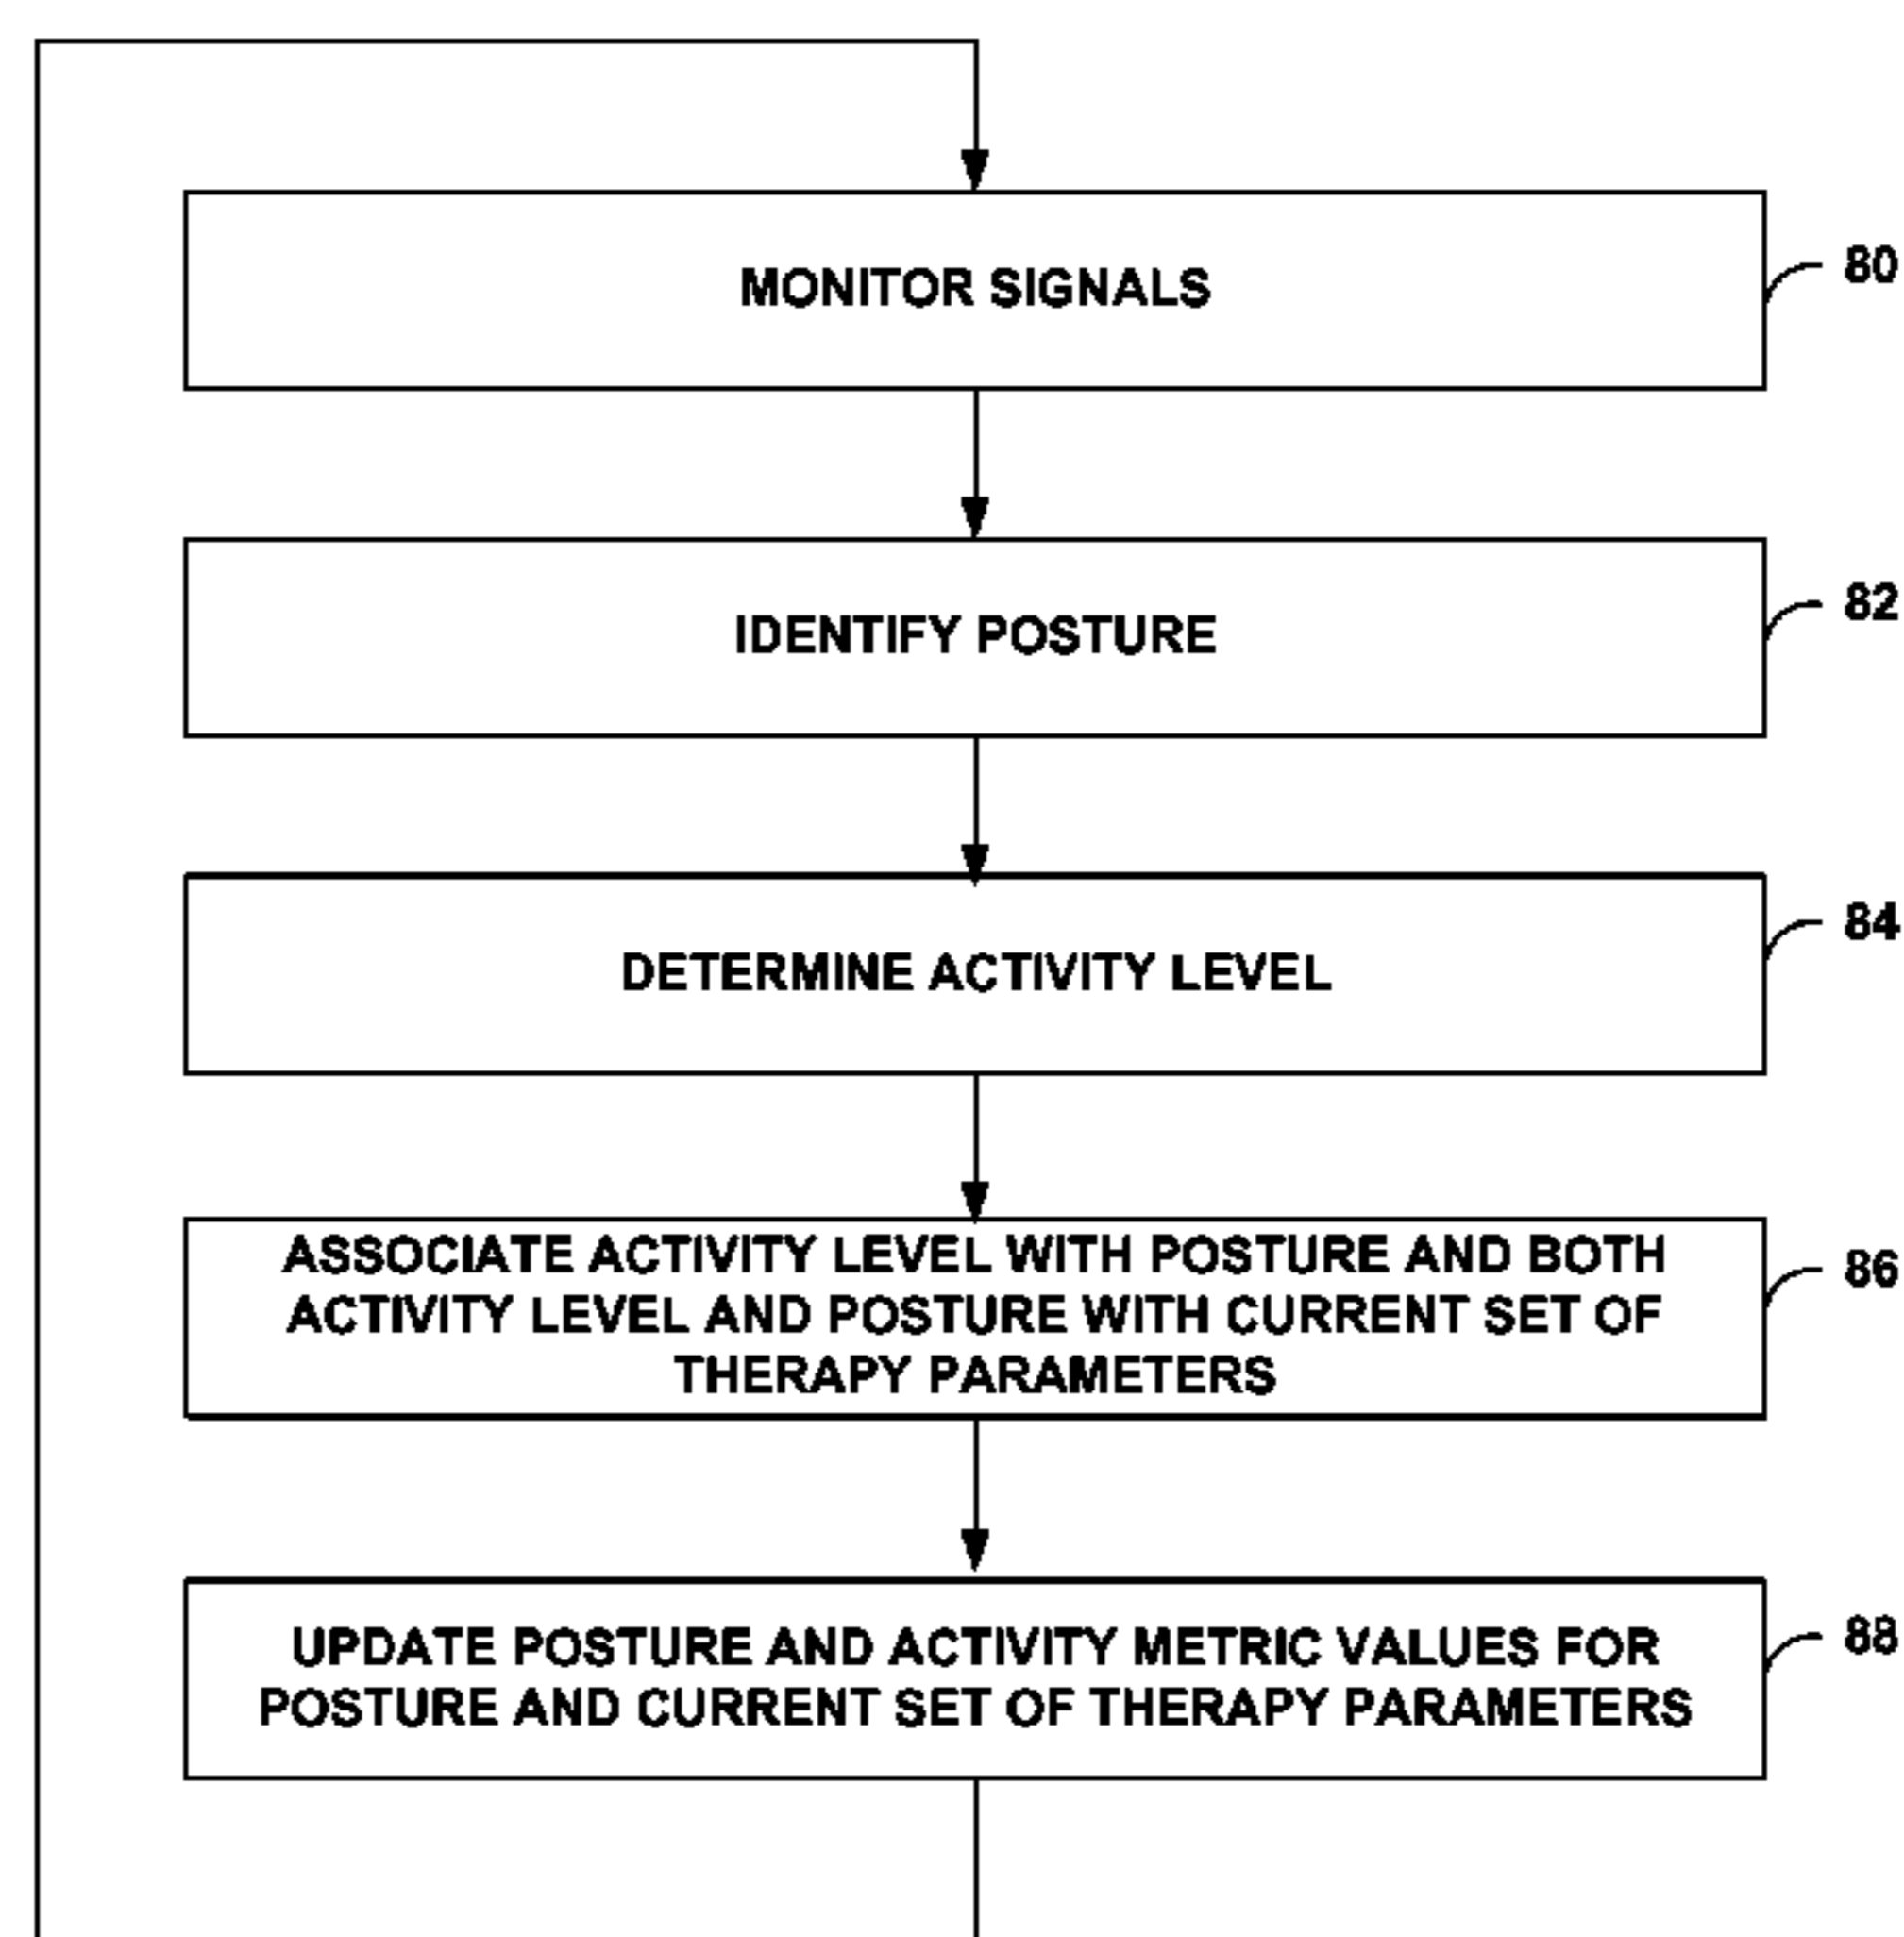 MONITOR SIGNALS
80
IDENTIFY POSTURE
82
DETERMINE ACTIVITY LEVEL
84
ASSOCIATE ACTIVITY LEVEL WITH POSTURE AND BOTH
ACTIVITY LEVEL AND POSTURE WITH CURRENT SET OF
THERAPY PARAMETERS
86
UPDATE POSTURE AND ACTIVITY METRIC VALUES FOR
POSTURE AND CURRENT SET OF THERAPY PARAMETERS
88